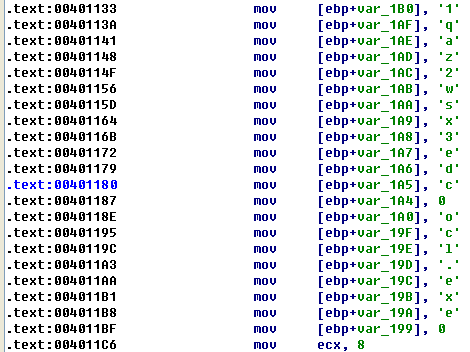 .text:00401133 mov [ebp+var_1B0], '1'
.text:0040113A mov [ebp+var_1AF], 'q'
.text:00401141 mov [ebp+var_1AE], 'a'
.text:00401148 mov [ebp+var_1AD], 'z'
.text:0040114F mov [ebp+var_1AC], '2'
.text:00401156 mov [ebp+var_1AB], 'w'
.text:0040115D mov [ebp+var_1AA], 's'
.text:00401164 mov [ebp+var_1A9], 'x'
.text:0040116B mov [ebp+var_1A8], '3'
.text:00401172 mov [ebp+var_1A7], 'e'
.text:00401179 mov [ebp+var_1A6], 'd'
.text:00401180 mov [ebp+var_1A5], 'c'
.text:00401187 mov [ebp+var_1A4], 0
.text:0040118E mov [ebp+var_1A0], 'o'
.text:00401195 mov [ebp+var_19F], 'c'
.text:0040119C mov [ebp+var_19E], 'l'
.text:004011A3 mov [ebp+var_19D], '.'
.text:004011AA mov [ebp+var_19C], 'e'
.text:004011B1 mov [ebp+var_19B], 'x'
.text:004011B8 mov [ebp+var_19A], 'e'
.text:004011BF mov [ebp+var_199], 0
.text:004011C6 mov ecx, 8